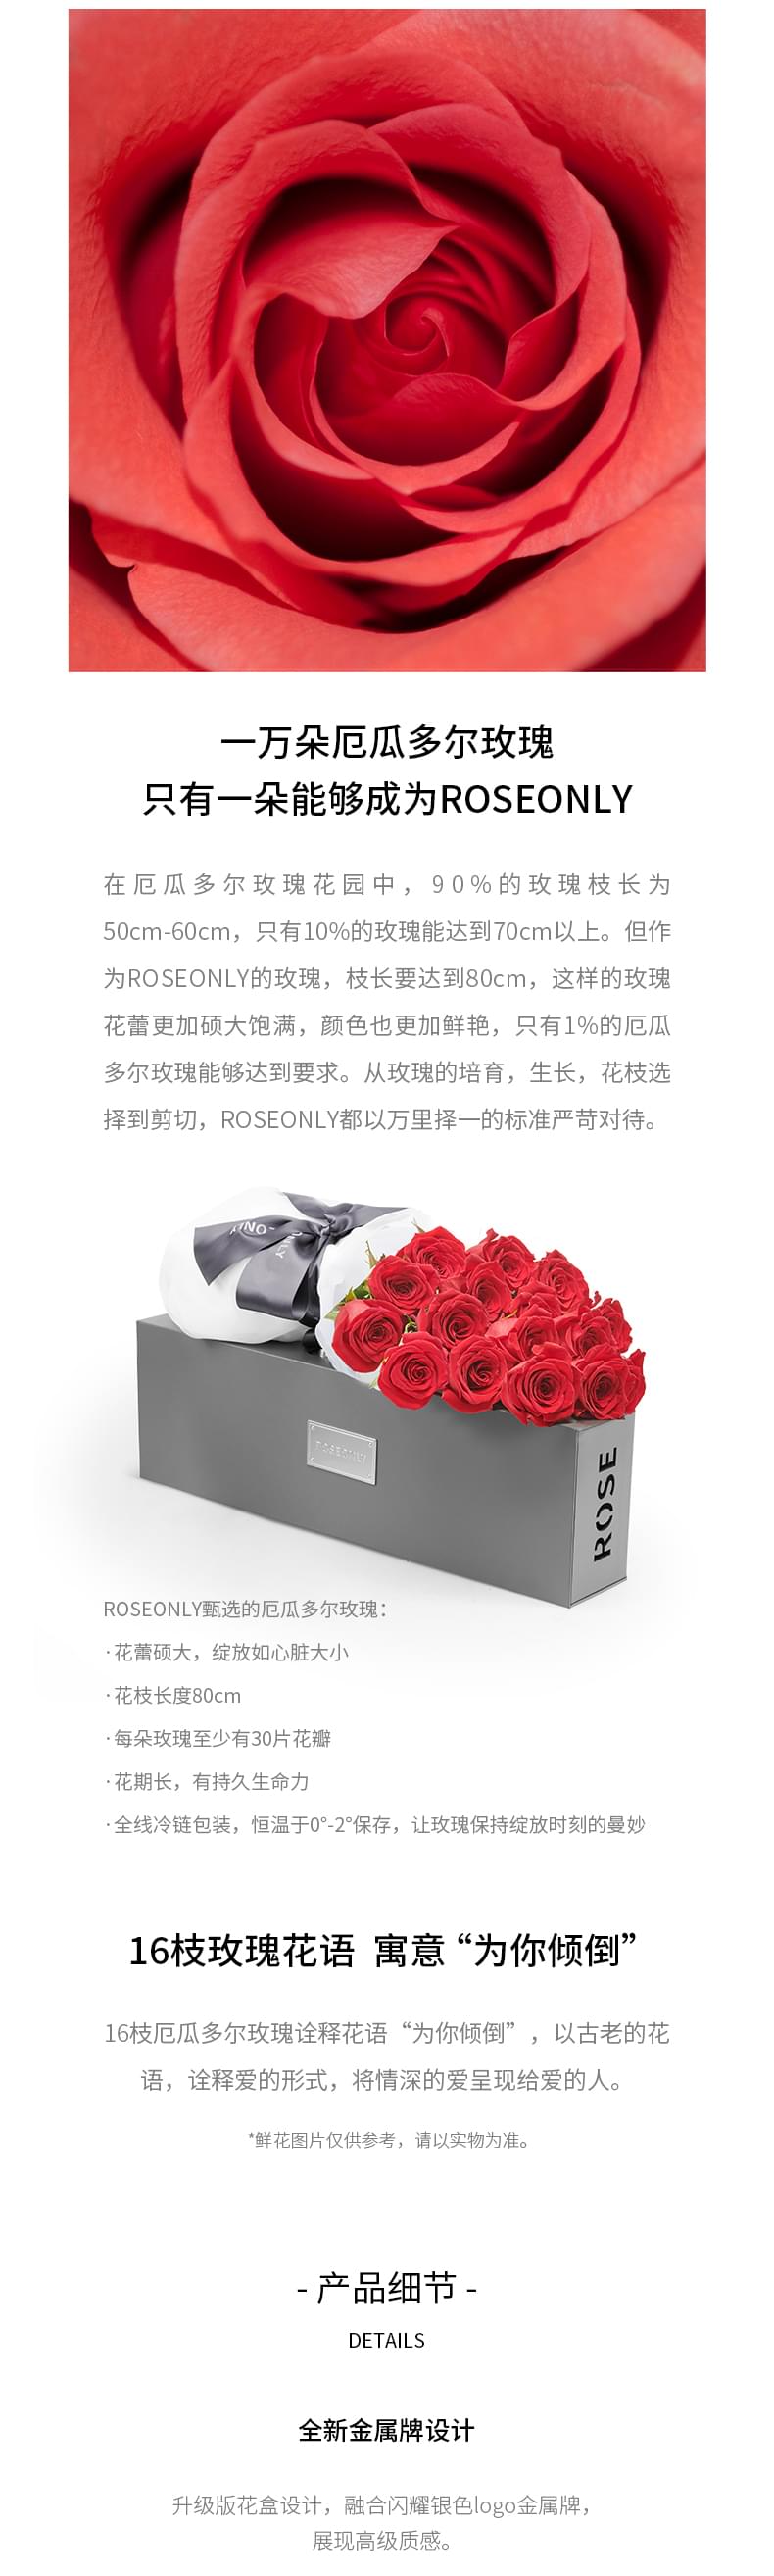 一万朵厄瓜多尔玫瑰
只有一朵能够成为ROSEONLY
在厄瓜多尔玫瑰花园中，90%的玫瑰枝长为
50cm-60cm，只有10%的玫瑰能达到70cm以上。但作
为ROSEONLY的玫瑰，枝长要达到80cm，这样的玫瑰
花蕾更加硕大饱满，颜色也更加鲜艳，只有1%的厄瓜
多尔玫瑰能够达到要求。从玫瑰的培育，生长，花枝选
择到剪切，ROSEONLY都以万里择一的标准严苛对待。
ROSEONLY
ROSE
ROSEONLY甄选的厄瓜多尔玫瑰：
·花蕾硕大，绽放如心脏大小
·花枝长度80cm
·每朵玫瑰至少有30片花瓣
·花期长，有持久生命力
·全线冷链包装，恒温于0°-2°保存，让玫瑰保持绽放时刻的曼妙
16枝玫瑰花语 寓意 “为你倾倒”
16枝厄瓜多尔玫瑰诠释花语“为你倾倒”，以古老的花
语，诠释爱的形式，将情深的爱呈现给爱的人。
*鲜花图片仅供参考，请以实物为准。
- 产品细节 -
DETAILS
全新金属牌设计
升级版花盒设计，融合闪耀银色logo金属牌，
展现高级质感。